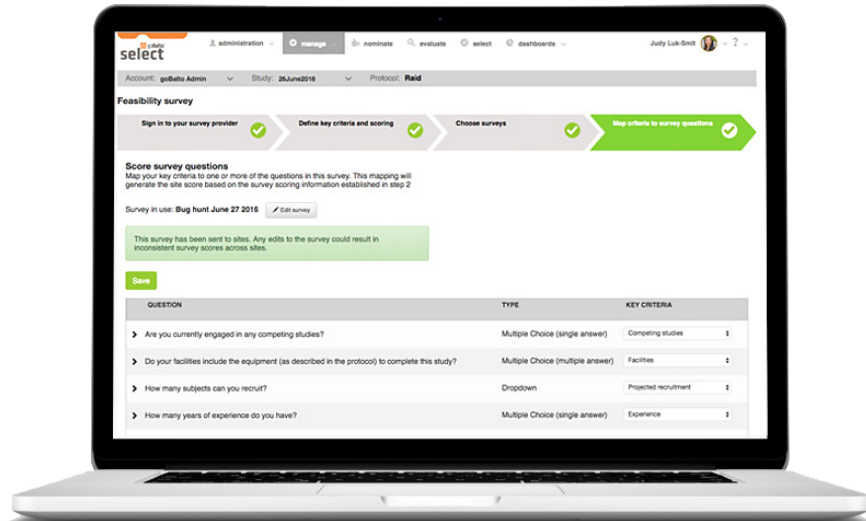 goBalto
select
administration
manage
nominate
evaluate
select
dashboards
Judy Luk-Smit
?
Account: goBalto Admin Study: 26June2016 Protocol: Raid
Feasibility survey
Sign in to your survey provider
Define key criteria and scoring
Choose surveys
Map criteria to survey questions
Score survey questions
Map your key criteria to one or more of the questions in this survey. This mapping will
generate the site score based on the survey scoring information established in step 2
Survey in use: Bug hunt June 27 2016 Edit survey
This survey has been sent to sites. Any edits to the survey could result in
inconsistent survey scores across sites.
Save
QUESTION TYPE KEY CRITERIA
Are you currently engaged in any competing studies? Multiple Choice (single answer) Competing studies
Do your facilities include the equipment (as described in the protocol) to complete this study? Multiple Choice (multiple answer) Facilities
How many subjects can you recruit? Dropdown Projected recruitment
How many years of experience do you have? Multiple Choice (single answer) Experience